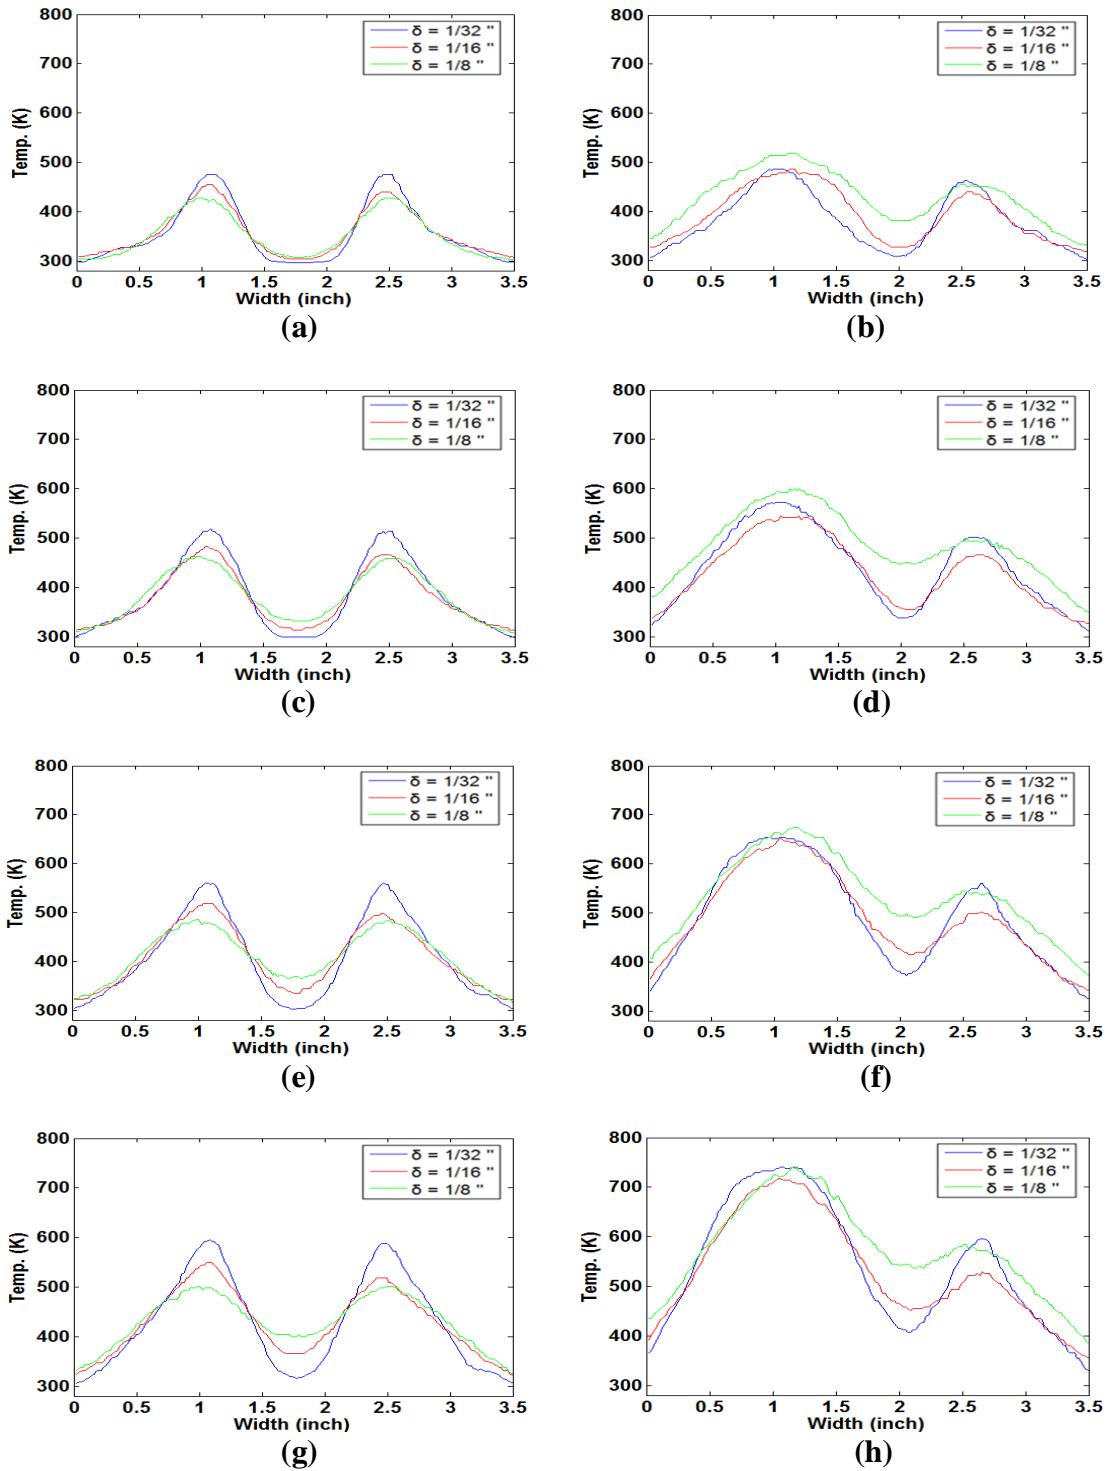 800
700
600
500
400
300
Temp. (K)
0 0.5 1 1.5 2 2.5 3 3.5
Width (inch)
δ = 1/32 "
δ = 1/16 "
δ = 1/8 "
(a)
800
700
600
500
400
300
Temp. (K)
0 0.5 1 1.5 2 2.5 3 3.5
Width (inch)
δ = 1/32 "
δ = 1/16 "
δ = 1/8 "
(b)
800
700
600
500
400
300
Temp. (K)
0 0.5 1 1.5 2 2.5 3 3.5
Width (inch)
δ = 1/32 "
δ = 1/16 "
δ = 1/8 "
(c)
800
700
600
500
400
300
Temp. (K)
0 0.5 1 1.5 2 2.5 3 3.5
Width (inch)
δ = 1/32 "
δ = 1/16 "
δ = 1/8 "
(d)
800
700
600
500
400
300
Temp. (K)
0 0.5 1 1.5 2 2.5 3 3.5
Width (inch)
δ = 1/32 "
δ = 1/16 "
δ = 1/8 "
(e)
800
700
600
500
400
300
Temp. (K)
0 0.5 1 1.5 2 2.5 3 3.5
Width (inch)
δ = 1/32 "
δ = 1/16 "
δ = 1/8 "
(f)
800
700
600
500
400
300
Temp. (K)
0 0.5 1 1.5 2 2.5 3 3.5
Width (inch)
δ = 1/32 "
δ = 1/16 "
δ = 1/8 "
(g)
800
700
600
500
400
300
Temp. (K)
0 0.5 1 1.5 2 2.5 3 3.5
Width (inch)
δ = 1/32 "
δ = 1/16 "
δ = 1/8 "
(h)